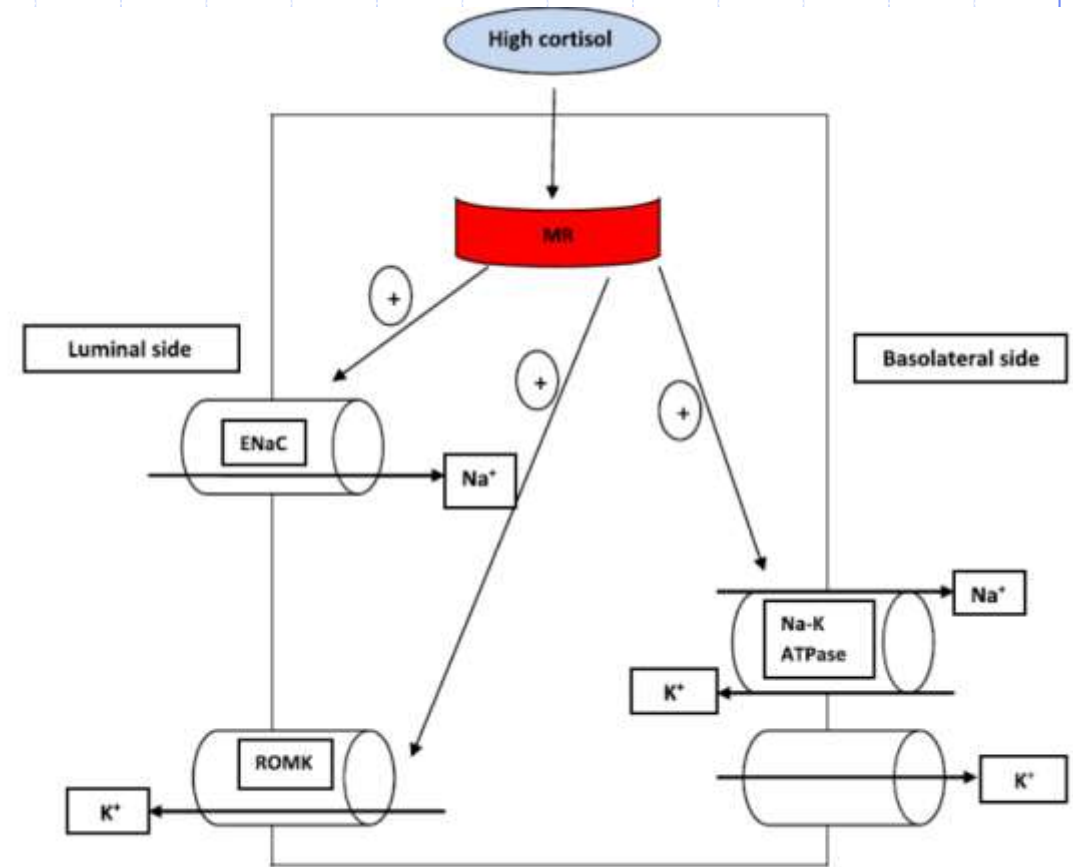 High cortisol
MR
+
+
+
Luminal side
Basolateral side
ENaC
Na⁺
Na⁺
Na-K
ATPase
K⁺
ROMK
K⁺
K⁺